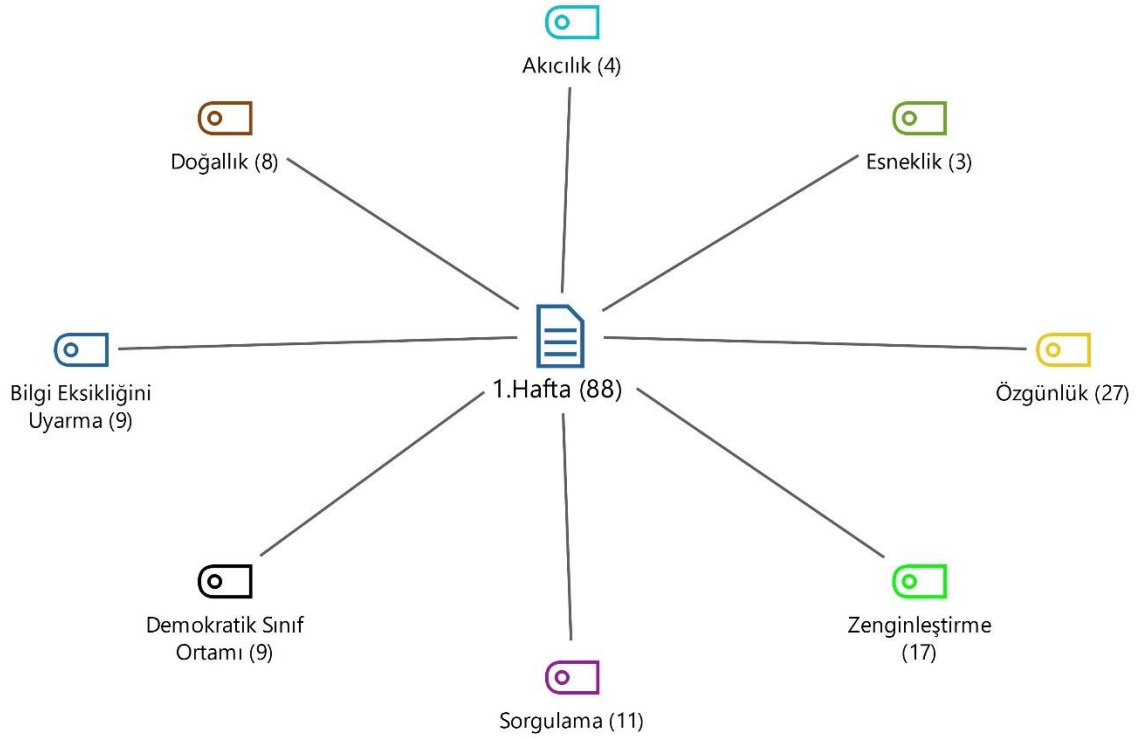 Akıcılık (4)
Doğallık (8)
Esneklik (3)
Bilgi Eksikliğini
Uyarma (9)
1.Hafta (88)
Özgünlük (27)
Demokratik Sınıf
Ortamı (9)
Zenginleştirme
(17)
Sorgulama (11)